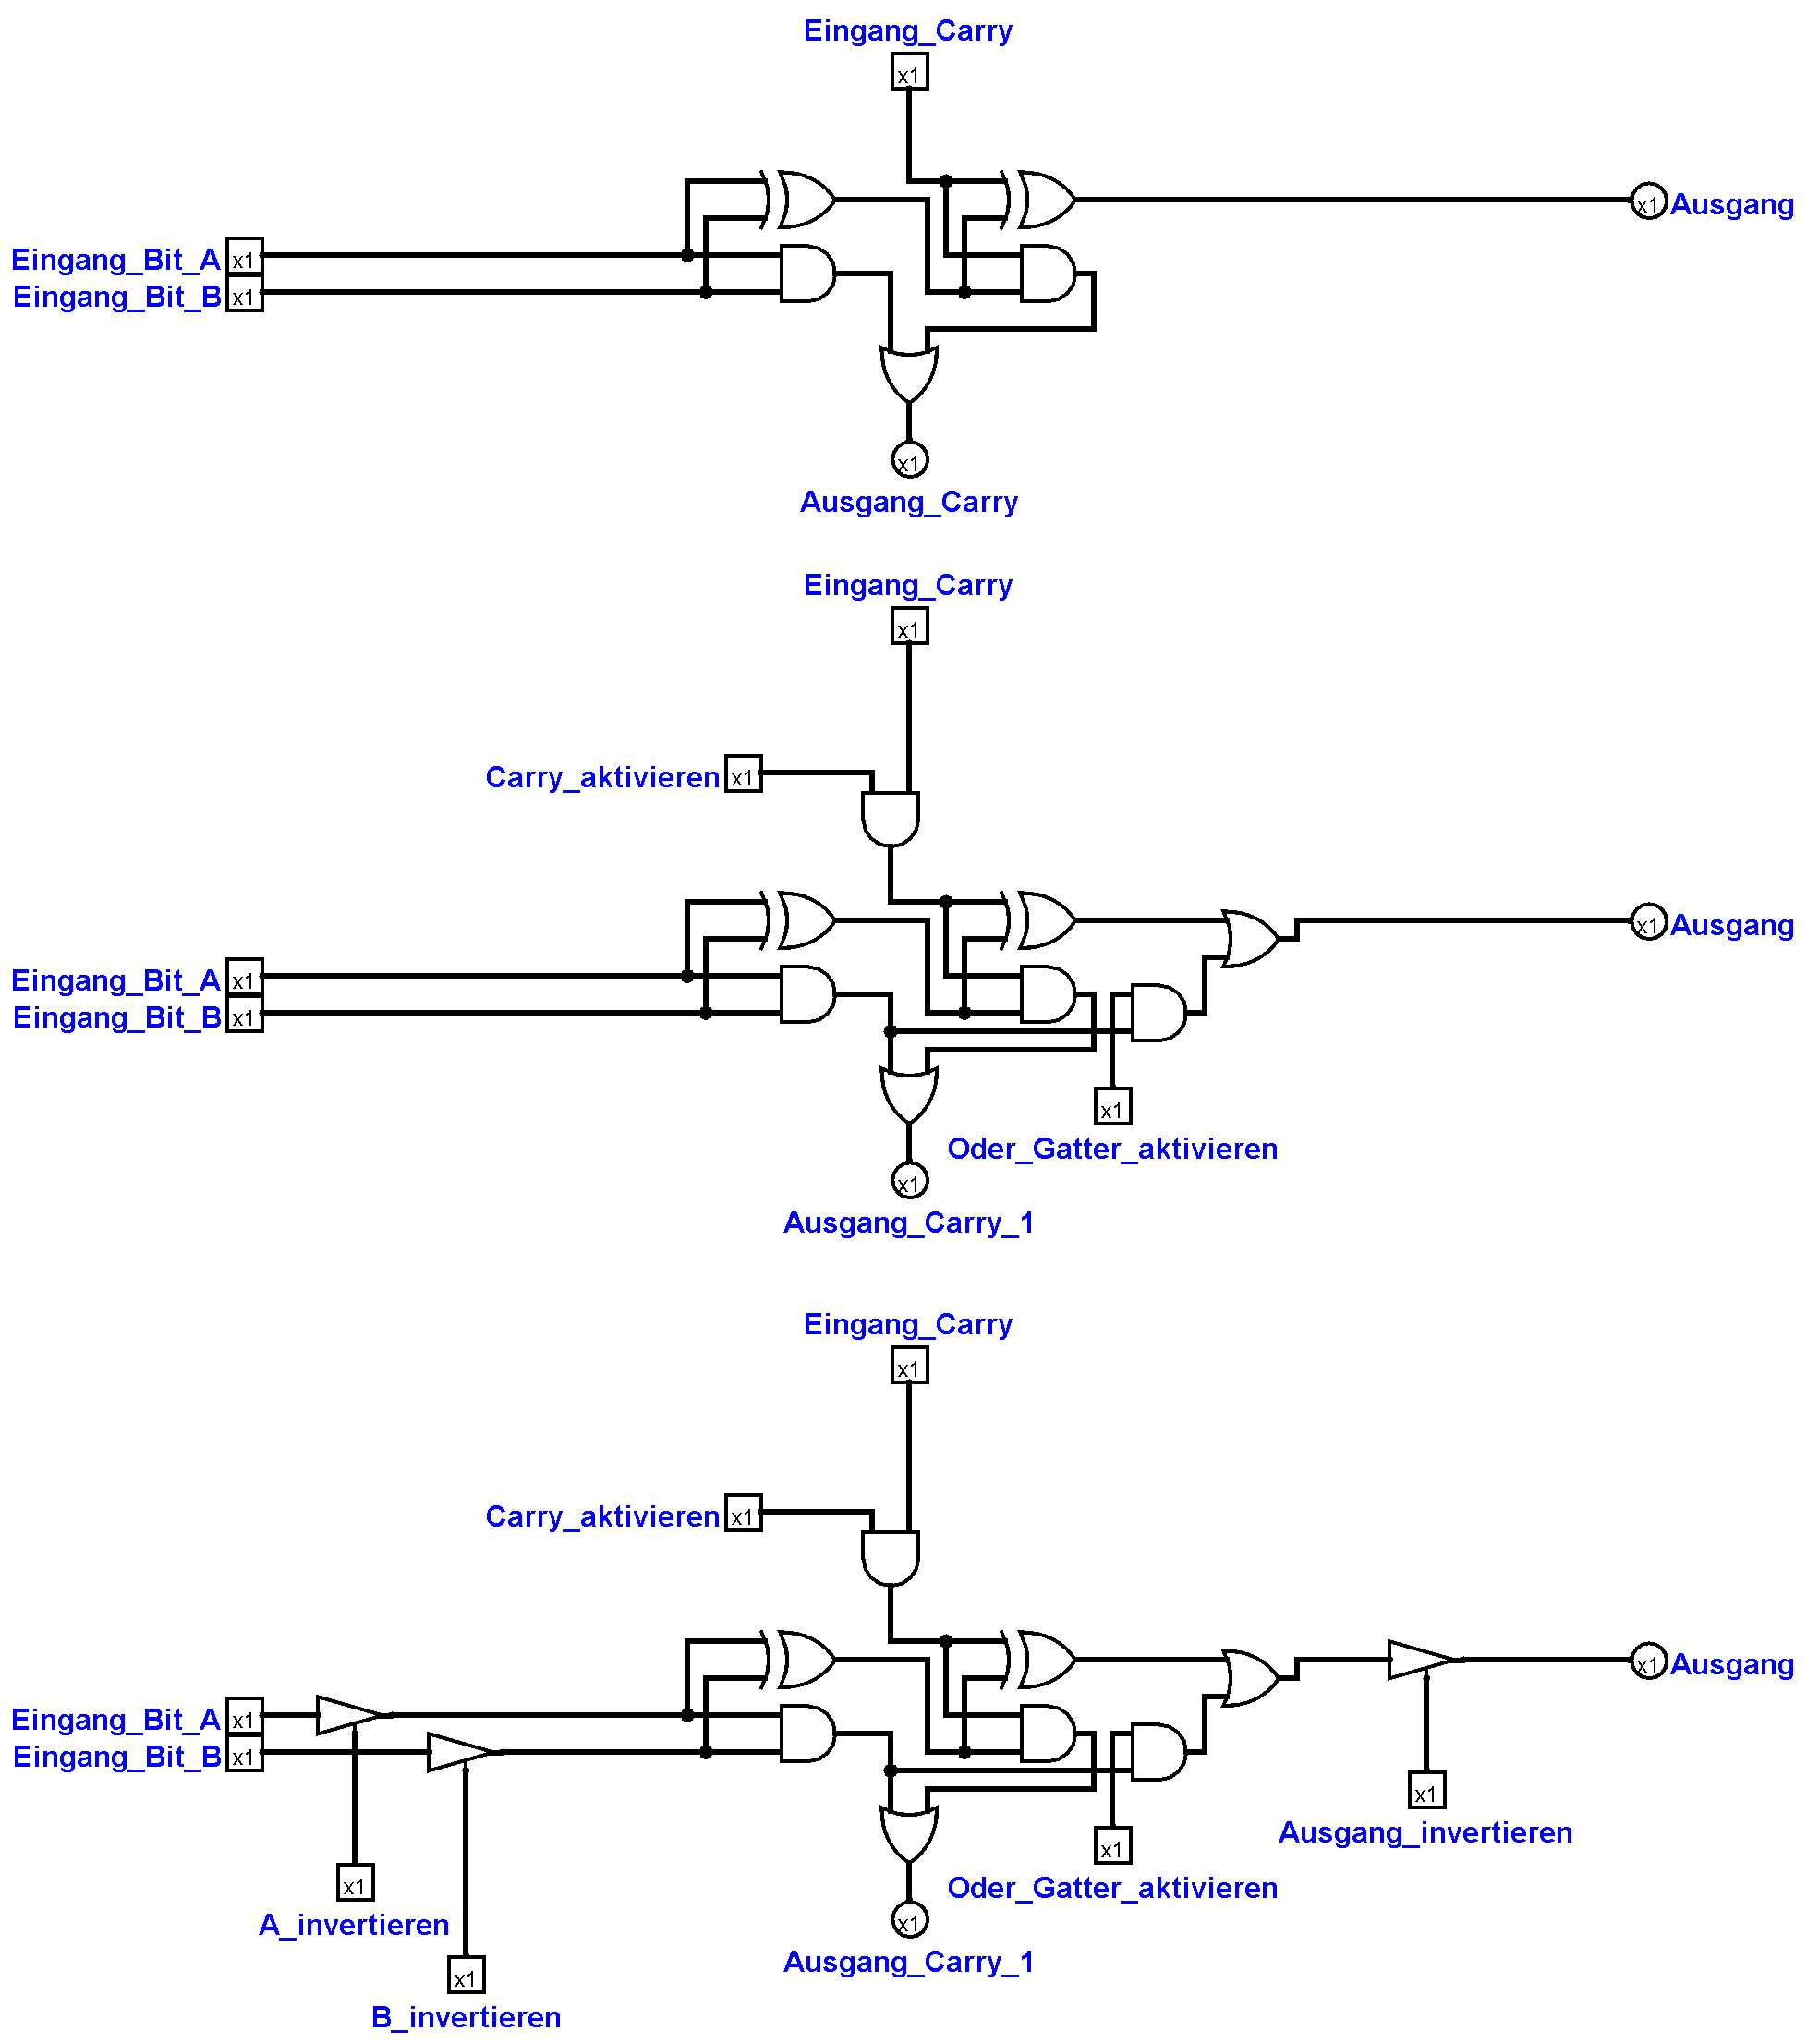 Eingang_Carry
x1
x1 Ausgang
Eingang_Bit_A x1
Eingang_Bit_B x1
x1
Ausgang_Carry
Eingang_Carry
x1
Carry_aktivieren x1
x1 Ausgang
Eingang_Bit_A x1
Eingang_Bit_B x1
x1
Oder_Gatter_aktivieren
x1
Ausgang_Carry_1
Eingang_Carry
x1
Carry_aktivieren x1
x1 Ausgang
Eingang_Bit_A x1
Eingang_Bit_B x1
x1
Ausgang_invertieren
x1
Oder_Gatter_aktivieren
x1
A_invertieren
x1
Ausgang_Carry_1
x1
B_invertieren